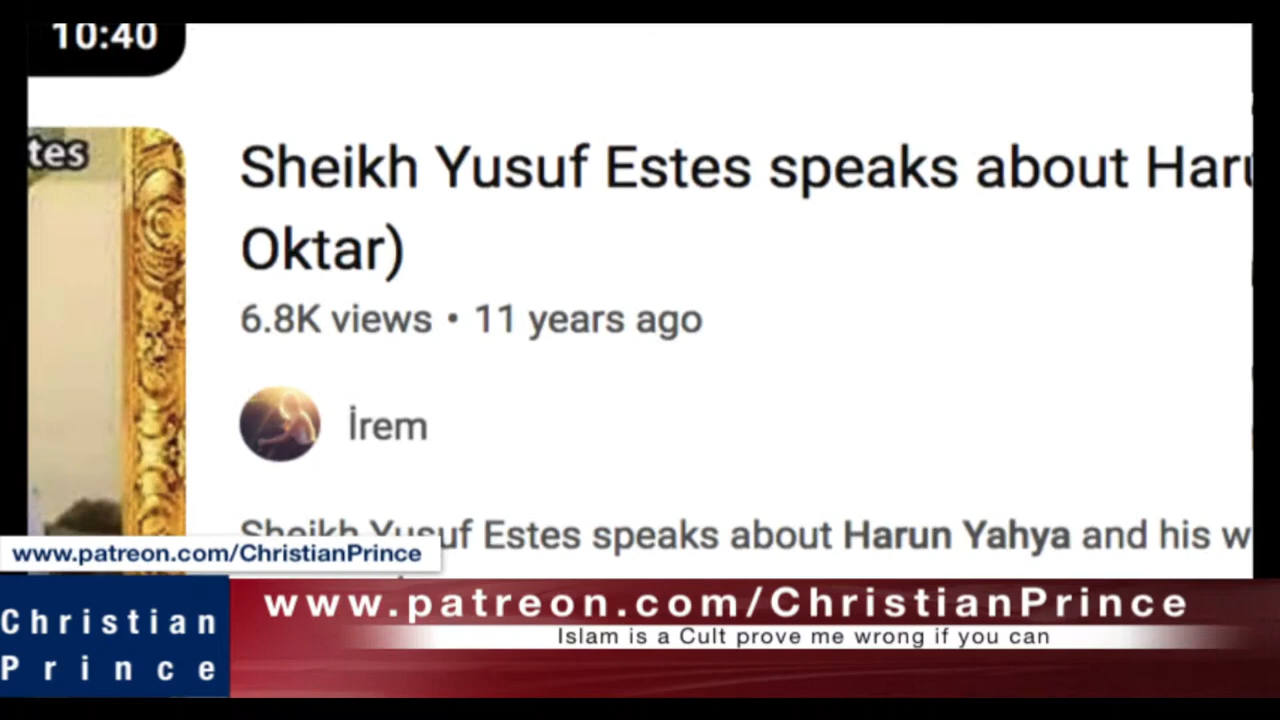 10:40
tes
Sheikh Yusuf Estes speaks about Haru
Oktar)
6.8K views • 11 years ago
İrem
Sheikh Yusuf Estes speaks about Harun Yahya and his w
www.patreon.com/ChristianPrince
www.patreon.com/ChristianPrince
Islam is a Cult prove me wrong if you can
Christian
Prince